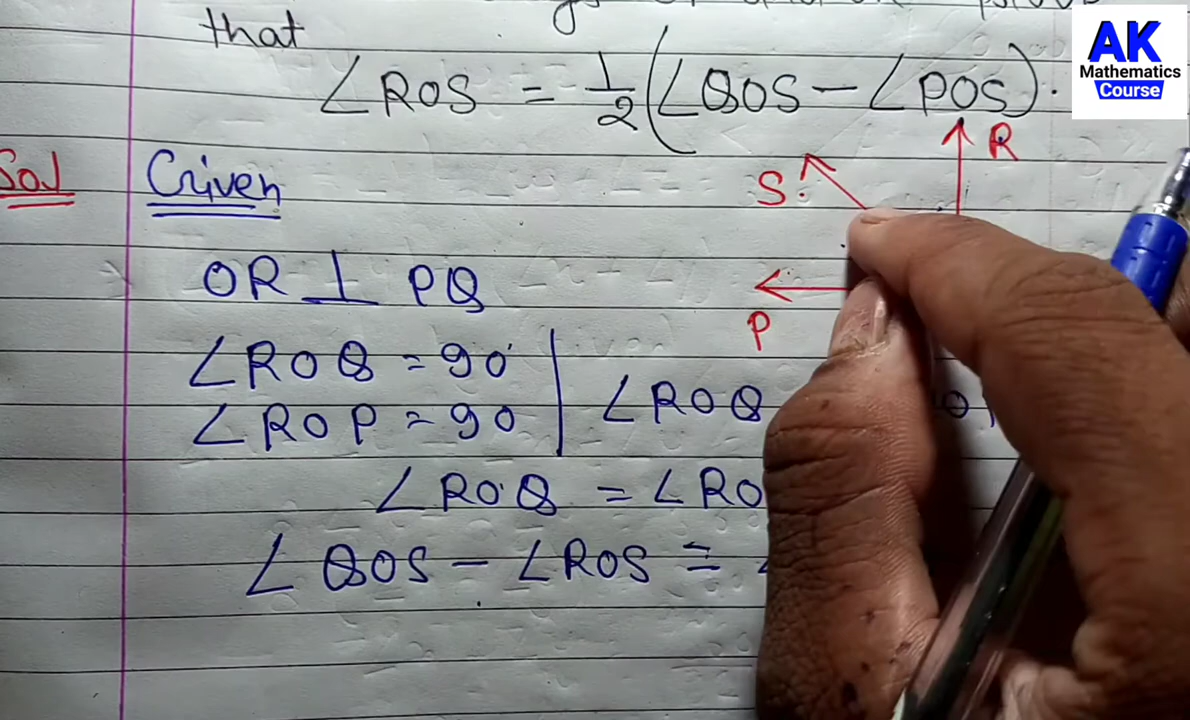 that
∠ROS = 1/2 (∠QOS − ∠POS).
AK
Mathematics
Course
R
S
Sol
Given
OR ⊥ PQ
P
∠ROQ = 90°
∠ROP = 90
∠ROQ
∠ROQ = ∠RO
∠QOS − ∠ROS =